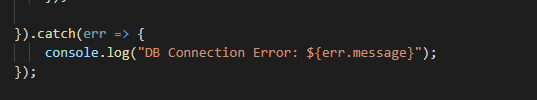 }).catch(err => {
console.log("DB Connection Error: ${err.message}");
});